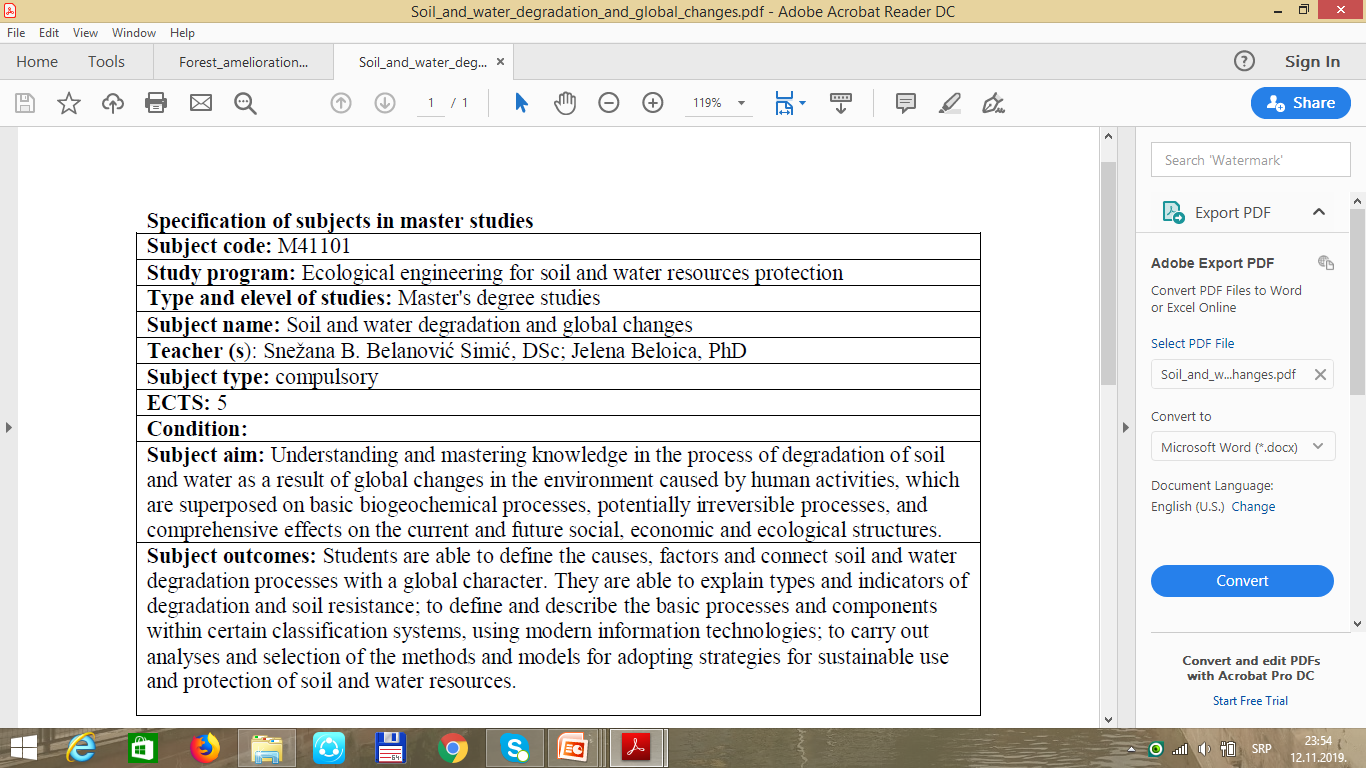 Soil_and_water_degradation_and_global_changes.pdf - Adobe Acrobat Reader DC
File Edit View Window Help
Home Tools Forest_amelioration... Soil_and_water_deg... × Sign In
1 / 1 119% Share
Search 'Watermark'
Export PDF
Adobe Export PDF
Convert PDF Files to Word
or Excel Online
Select PDF File
Soil_and_w...hanges.pdf
Convert to
Microsoft Word (*.docx)
Document Language:
English (U.S.) Change
Convert
Convert and edit PDFs
with Acrobat Pro DC
Start Free Trial
Specification of subjects in master studies
Subject code: M41101
Study program: Ecological engineering for soil and water resources protection
Type and elevel of studies: Master's degree studies
Subject name: Soil and water degradation and global changes
Teacher (s): Snežana B. Belanović Simić, DSc; Jelena Beloica, PhD
Subject type: compulsory
ECTS: 5
Condition:
Subject aim: Understanding and mastering knowledge in the process of degradation of soil
and water as a result of global changes in the environment caused by human activities, which
are superposed on basic biogeochemical processes, potentially irreversible processes, and
comprehensive effects on the current and future social, economic and ecological structures.
Subject outcomes: Students are able to define the causes, factors and connect soil and water
degradation processes with a global character. They are able to explain types and indicators of
degradation and soil resistance; to define and describe the basic processes and components
within certain classification systems, using modern information technologies; to carry out
analyses and selection of the methods and models for adopting strategies for sustainable use
and protection of soil and water resources.
64
SRP
23:54
12.11.2019.